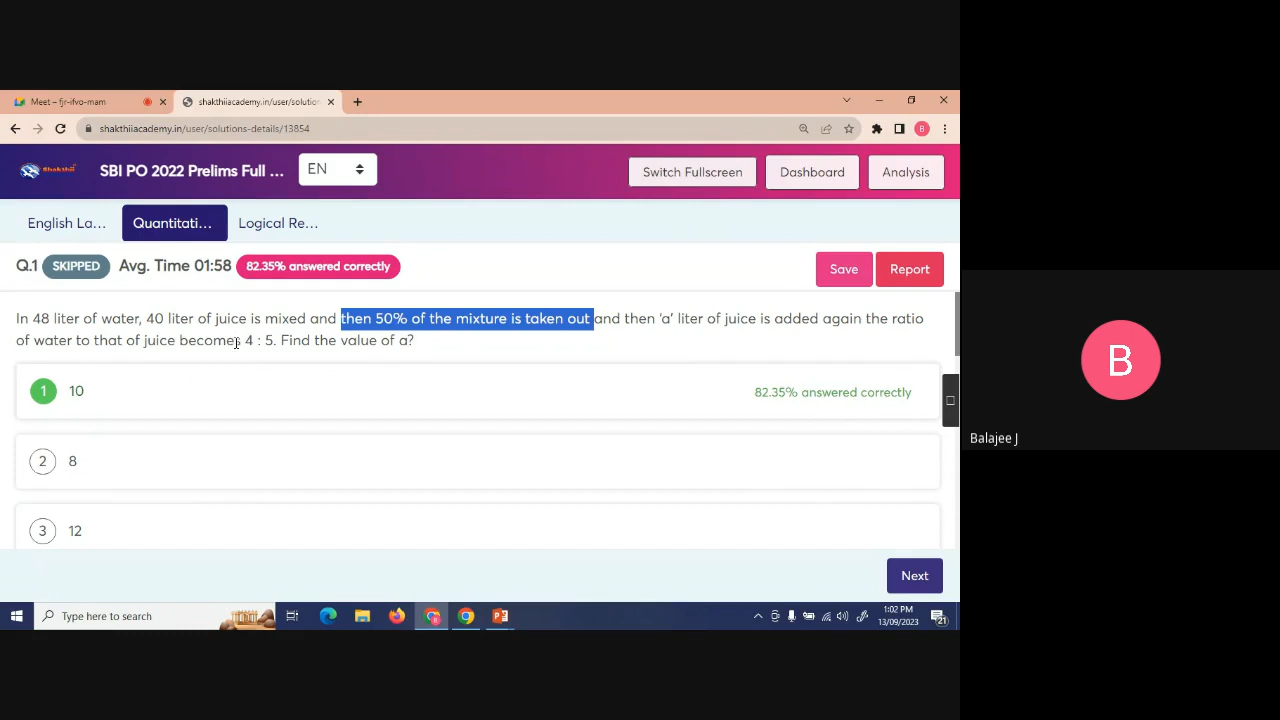 Meet – fjr-ifvo-mam
shakthiiacademy.in/user/solution
shakthiiacademy.in/user/solutions-details/13854
B
Shakthii
SBI PO 2022 Prelims Full ...
EN
Switch Fullscreen
Dashboard
Analysis
English La...
Quantitati...
Logical Re...
Q.1 SKIPPED Avg. Time 01:58 82.35% answered correctly
Save
Report
In 48 liter of water, 40 liter of juice is mixed and then 50% of the mixture is taken out and then ‘a’ liter of juice is added again the ratio
of water to that of juice becomes 4 : 5. Find the value of a?
1 10
82.35% answered correctly
2 8
3 12
Next
B
Balajee J
Type here to search
1:02 PM
13/09/2023
21